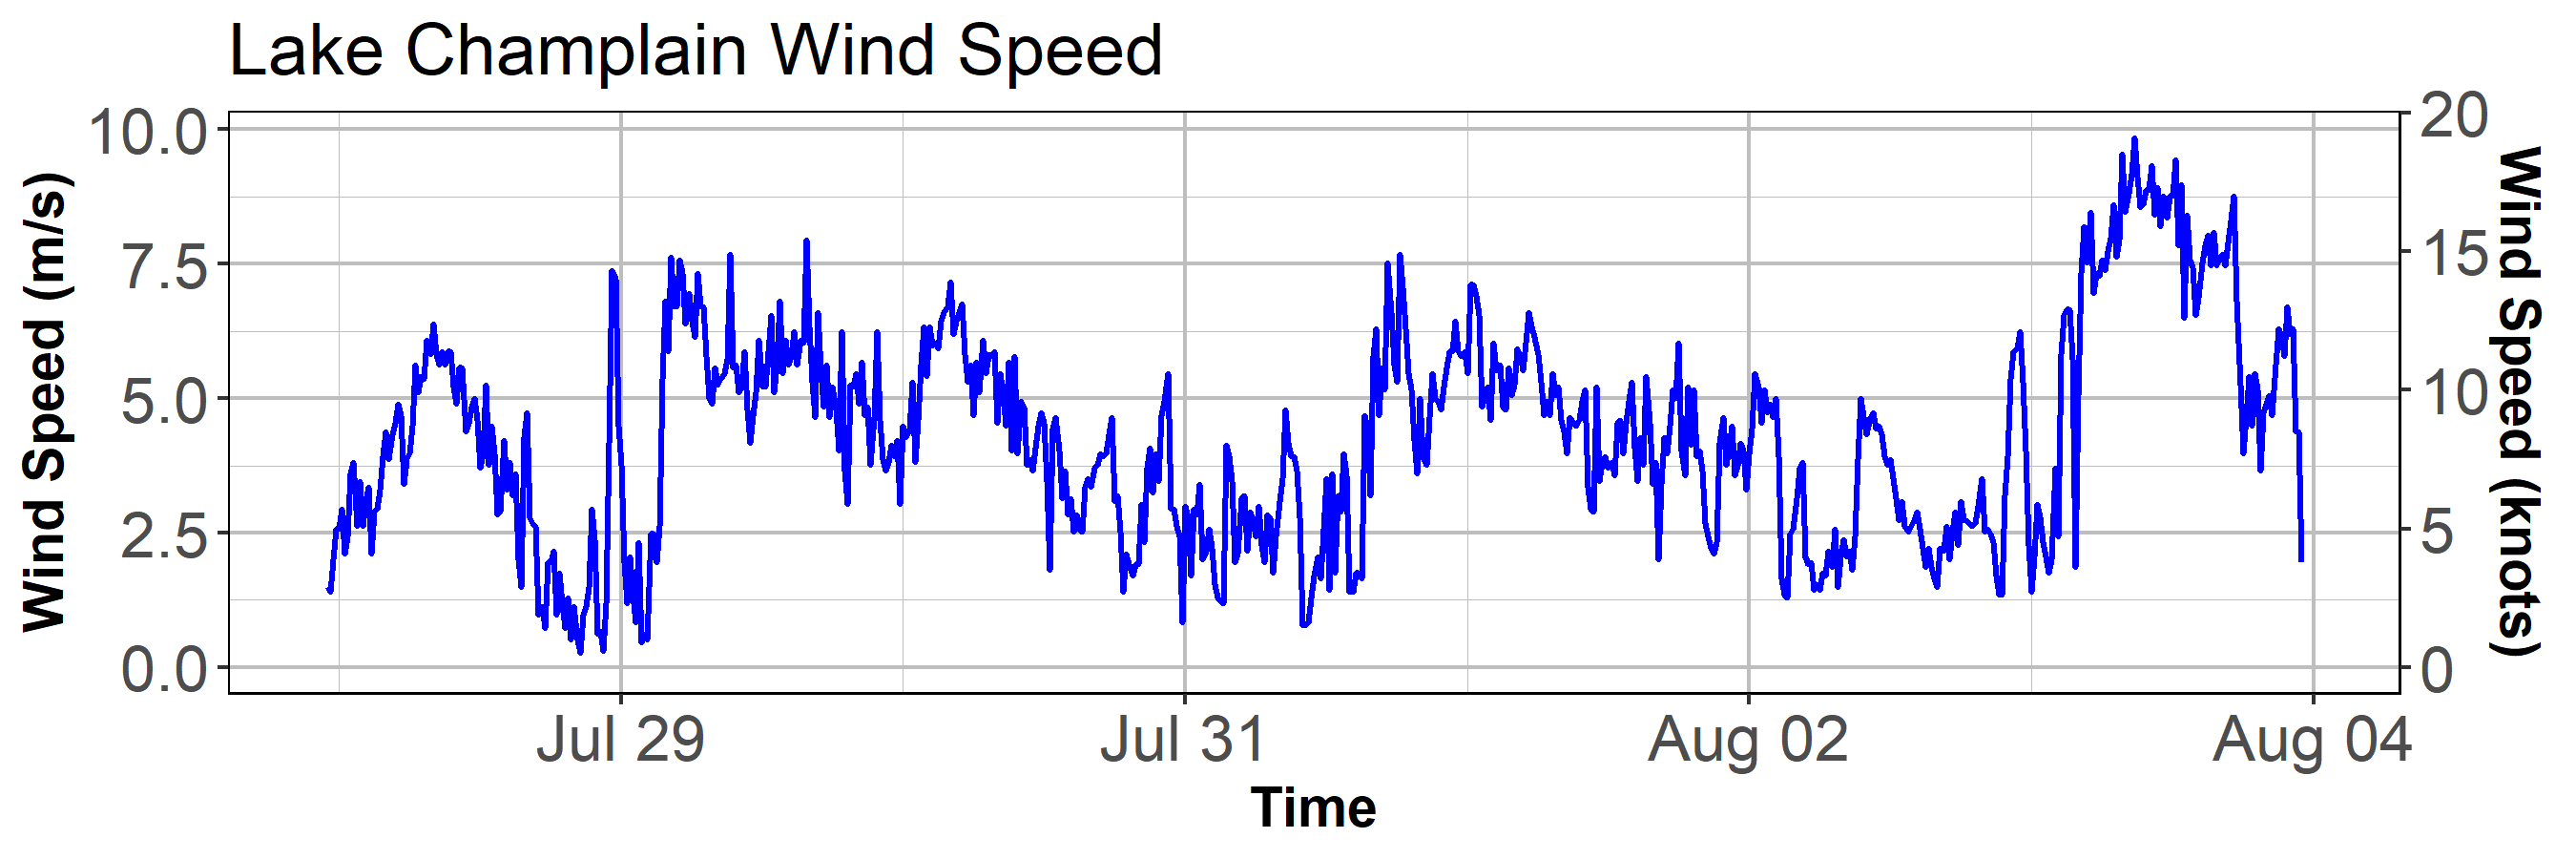 Lake Champlain Wind Speed
Wind Speed (m/s)
10.0
7.5
5.0
2.5
0.0
20
15
10
5
0
Wind Speed (knots)
Jul 29
Jul 31
Aug 02
Aug 04
Time